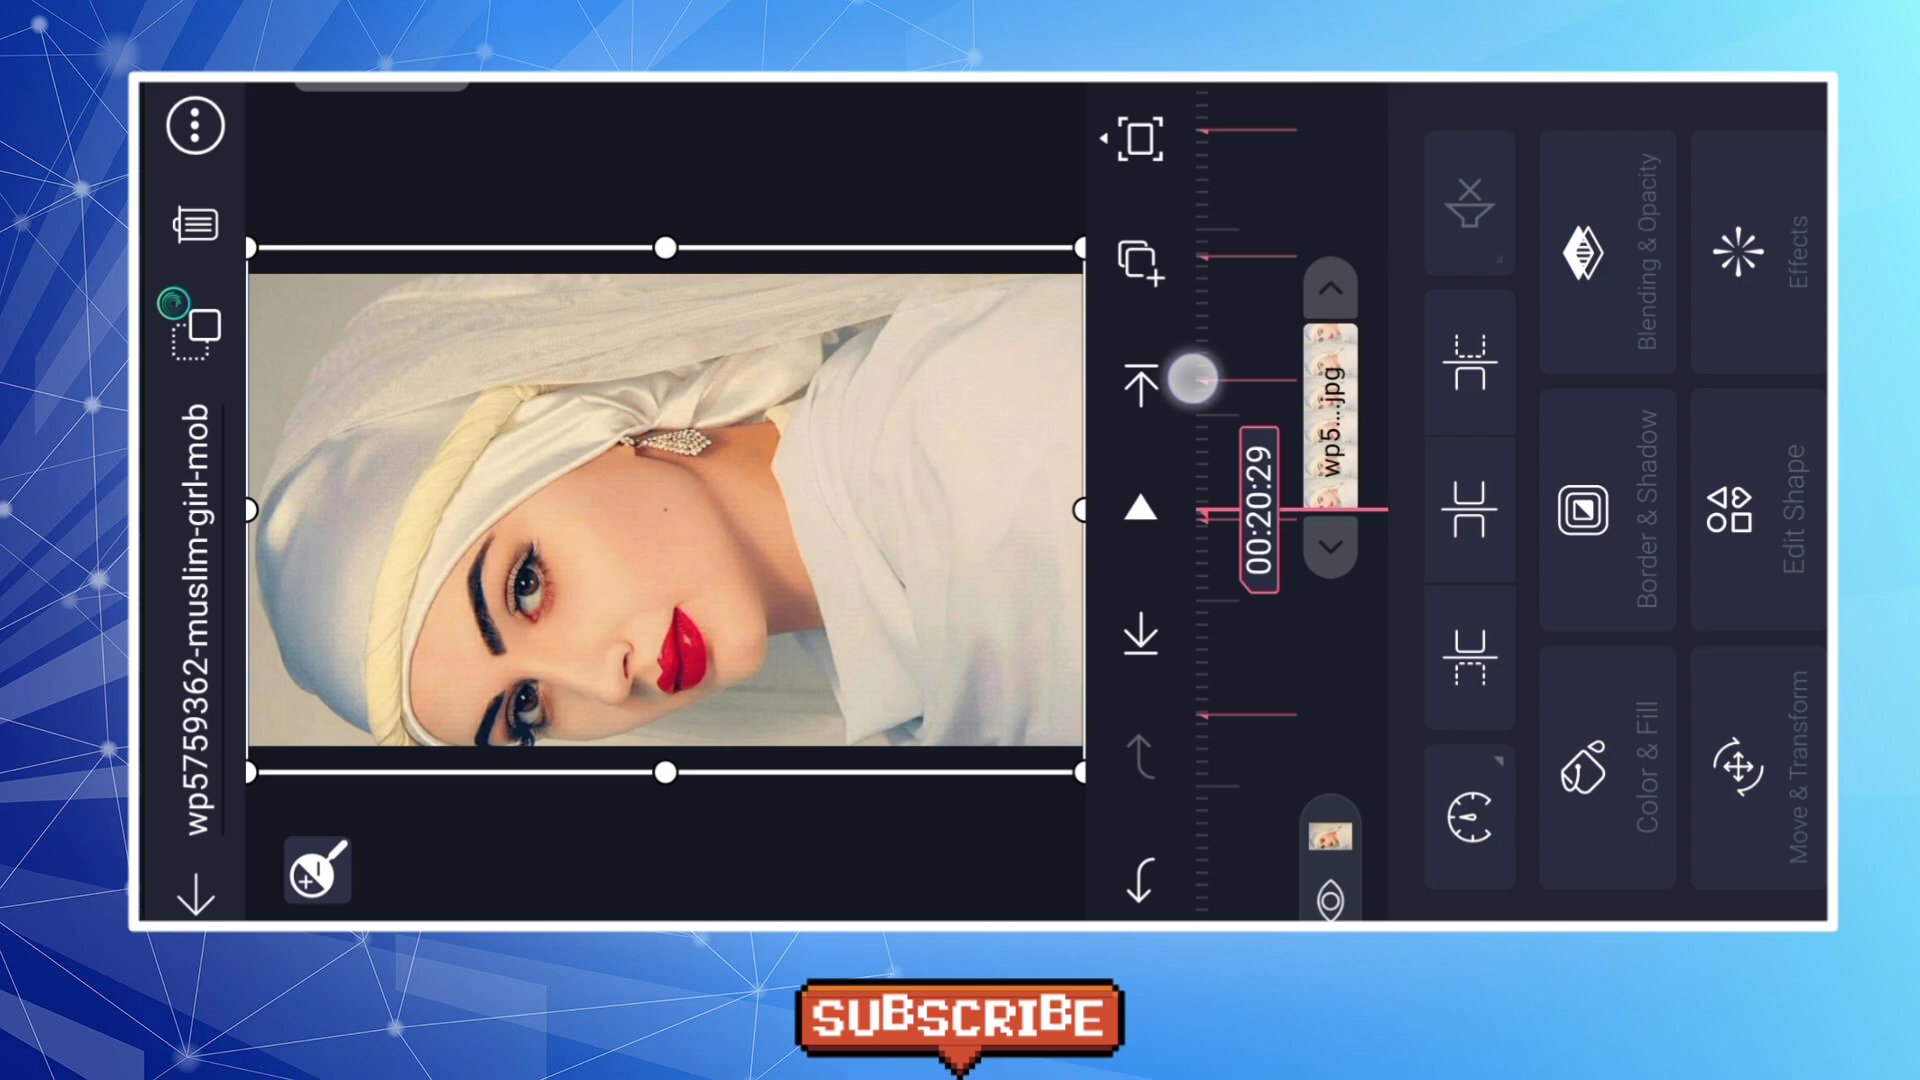 wp5759362-muslim-girl-mob
00:20:29
wp5...jpg
Color & Fill
Border & Shadow
Blending & Opacity
Move & Transform
Edit Shape
Effects
SUBSCRIBE